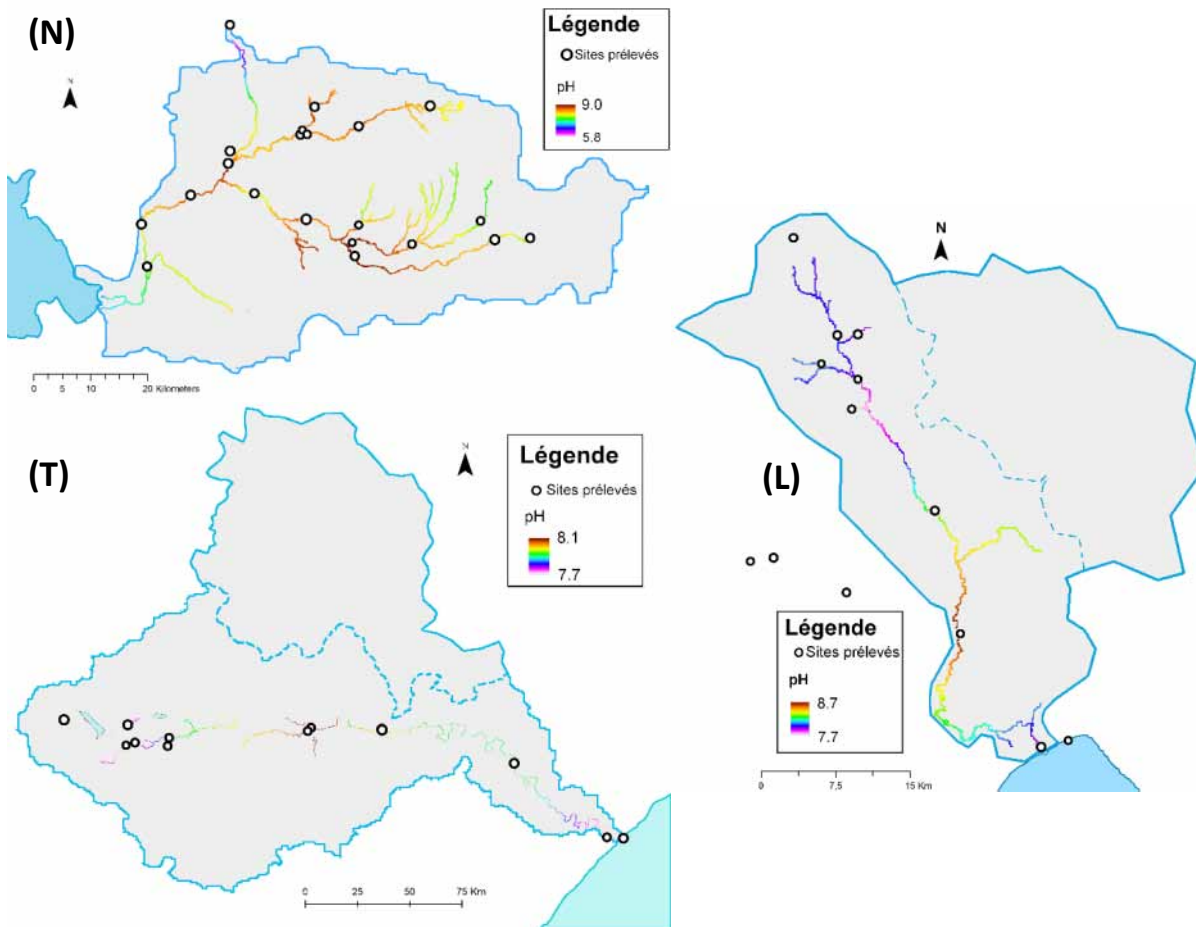 (N)
N
Légende
Sites prélevés
pH
9.0
5.8
0 5 10 20 Kilometers
(T)
N
Légende
Sites prélevés
pH
8.1
7.7
0 25 50 75 Km
(L)
N
Légende
Sites prélevés
pH
8.7
7.7
0 7,5 15 Km